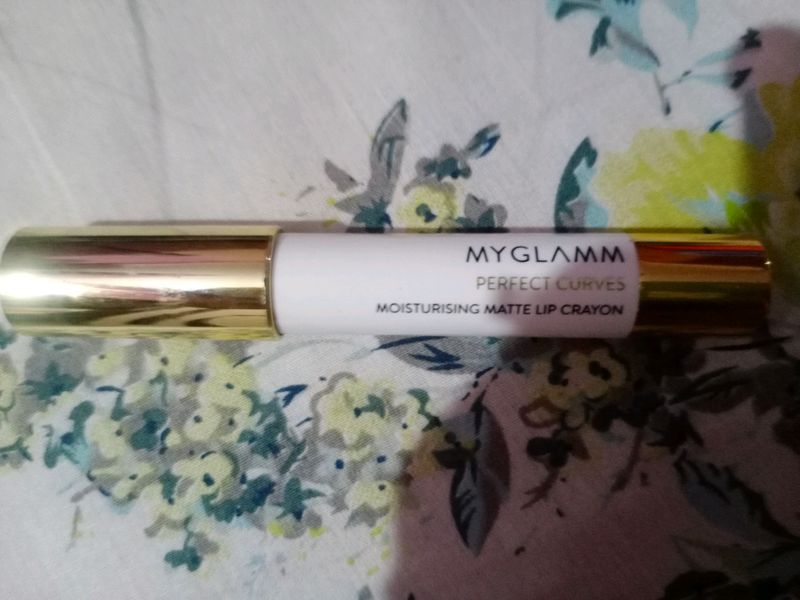 MYGLAMM
PERFECT CURVES
MOISTURISING MATTE LIP CRAYON